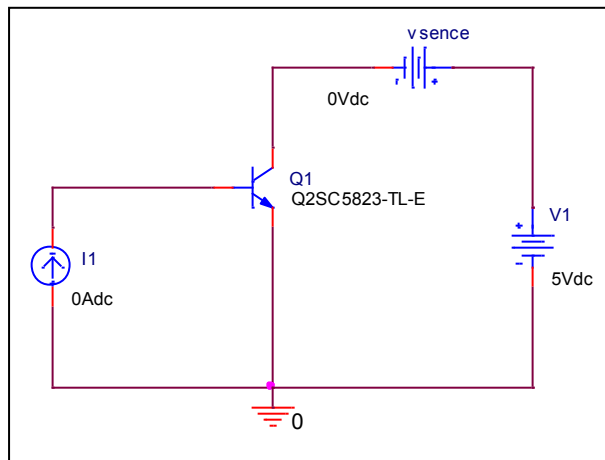 vsence
0Vdc
Q1
Q2SC5823-TL-E
V1
I1
5Vdc
0Adc
0